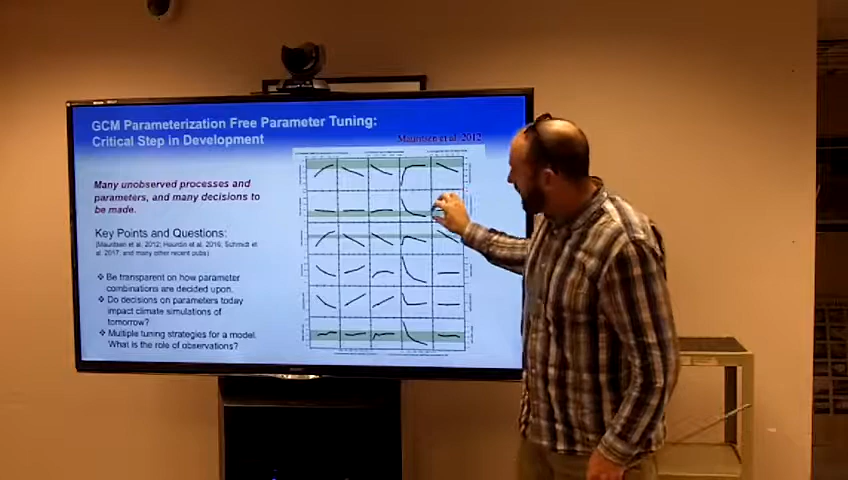 GCM Parameterization Free Parameter Tuning:
Critical Step in Development
Mauritsen et al. 2012
Many unobserved processes and
parameters, and many decisions to
be made.
Key Points and Questions:
[Mauritsen et al. 2012; Hourdin et al. 2016; Schmidt et
al. 2017; and many other recent pubs]
❖ Be transparent on how parameter
combinations are decided upon.
❖ Do decisions on parameters today
impact climate simulations of
tomorrow?
❖ Multiple tuning strategies for a model.
What is the role of observations?